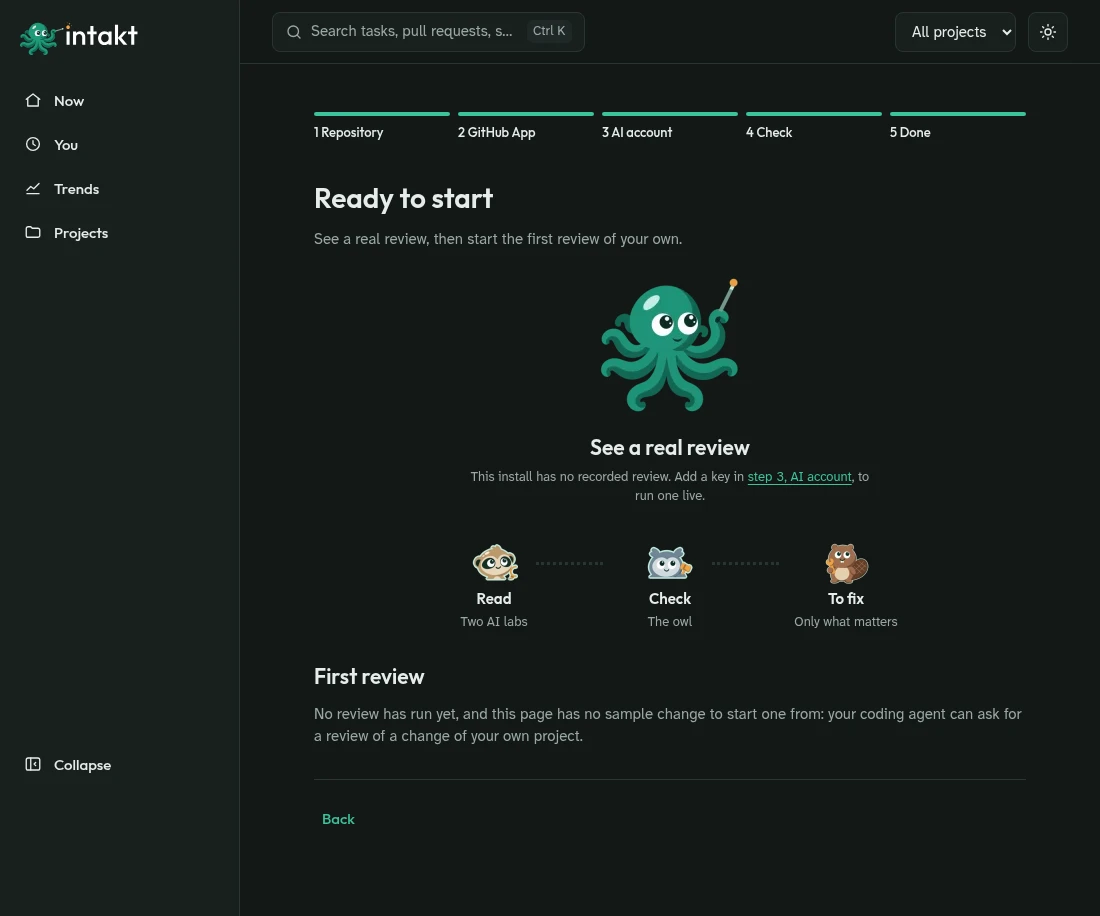 intakt
Search tasks, pull requests, s...
Ctrl K
All projects
Now
You
Trends
Projects
Collapse
1 Repository
2 GitHub App
3 AI account
4 Check
5 Done
Ready to start
See a real review, then start the first review of your own.
See a real review
This install has no recorded review. Add a key in step 3, AI account, to
run one live.
Read
Two AI labs
Check
The owl
To fix
Only what matters
First review
No review has run yet, and this page has no sample change to start one from: your coding agent can ask for
a review of a change of your own project.
Back